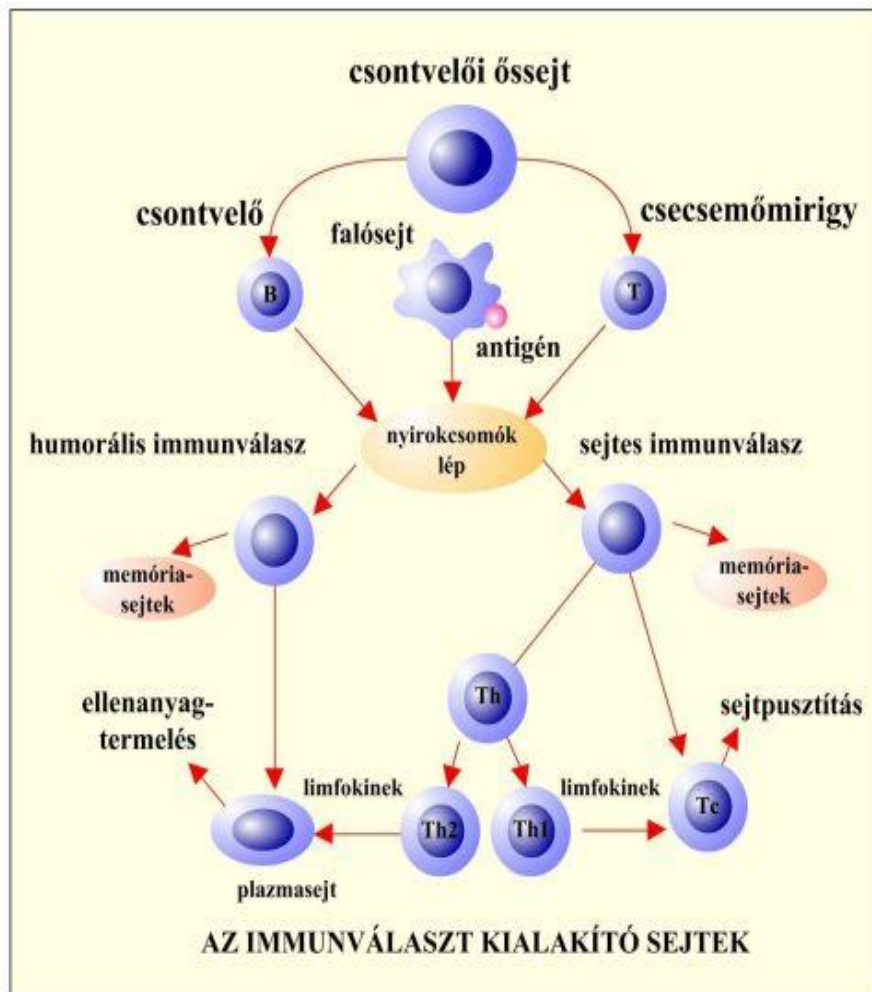 csontvelői őssejt
csontvelő
csecsemőmirigy
falósejt
B
T
antigén
nyirokcsomók
lép
humorális immunválasz
sejtes immunválasz
memória-
sejtek
memória-
sejtek
Th
ellenanyag-
termelés
sejtpusztítás
limfokinek
limfokinek
Th2
Th1
Tc
plazmasejt
AZ IMMUNVÁLASZT KIALAKÍTÓ SEJTEK